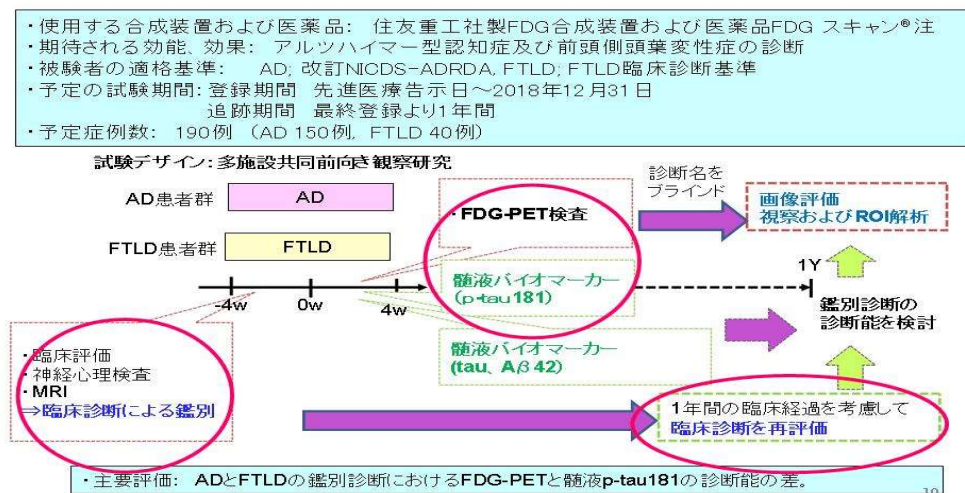 ・使用する合成装置および医薬品： 住友重工社製FDG合成装置および医薬品FDG スキャン®注
・期待される効能、効果： アルツハイマー型認知症及び前頭側頭葉変性症の診断
・被験者の適格基準： AD; 改訂NICDS-ADRDA, FTLD; FTLD臨床診断基準
・予定の試験期間：登録期間 先進医療告示日～2018年12月31日
追跡期間 最終登録より1年間
・予定症例数： 190例 （AD 150例, FTLD 40例）
試験デザイン：多施設共同前向き観察研究
AD患者群
AD
FTLD患者群
FTLD
-4w
0w
4w
・FDG-PET検査
髄液バイオマーカー
（p-tau181）
髄液バイオマーカー
（tau、Aβ42）
診断名を
ブラインド
画像評価
視察およびROI解析
1Y
鑑別診断の
診断能を検討
・臨床評価
・神経心理検査
・MRI
⇒臨床診断による鑑別
1年間の臨床経過を考慮して
臨床診断を再評価
・主要評価： ADとFTLDの鑑別診断におけるFDG-PETと髄液p-tau181の診断能の差。